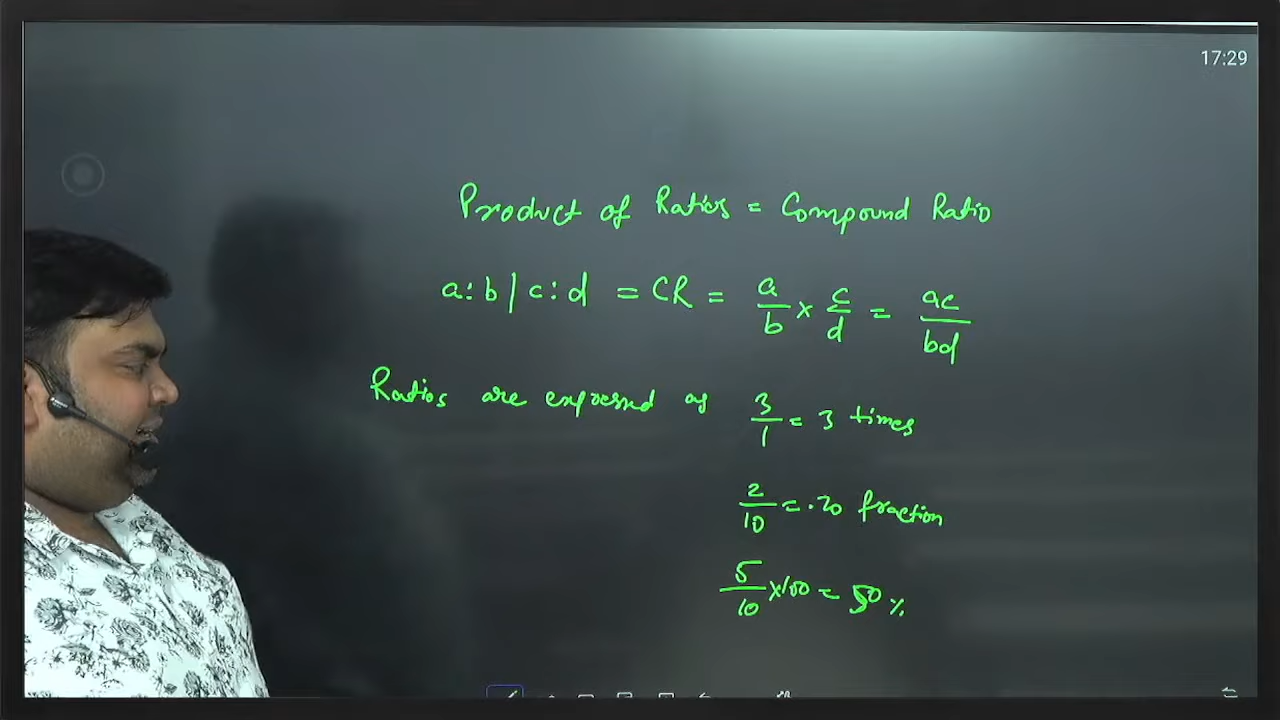 17:29
Product of Ratios = Compound Ratio
a:b | c:d = CR = a/b × c/d = ac/bd
Ratios are expressed as 3/1 = 3 times
2/10 = .20 fraction
5/10 ×100 = 50 %